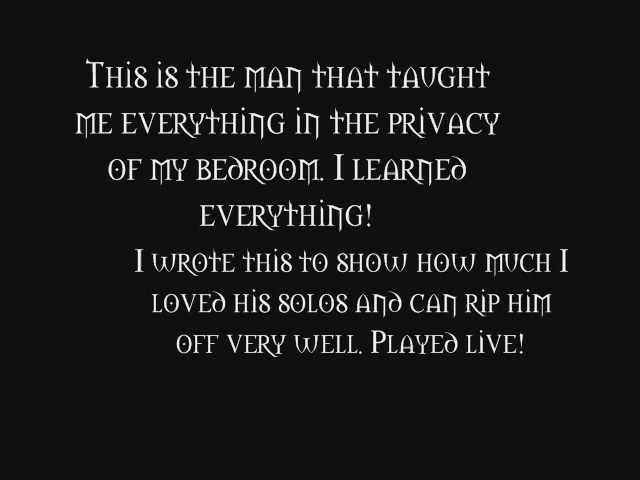 This is the man that taught
me everything in the privacy
of my bedroom. I learned
everything!
I wrote this to show how much I
loved his solos and can rip him
off very well. Played live!